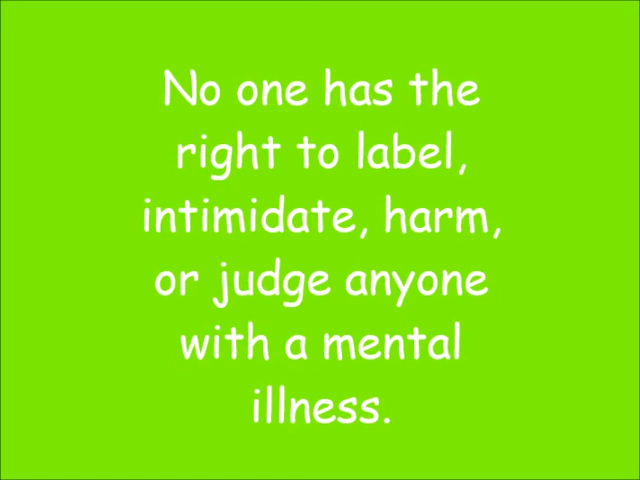 No one has the
right to label,
intimidate, harm,
or judge anyone
with a mental
illness.